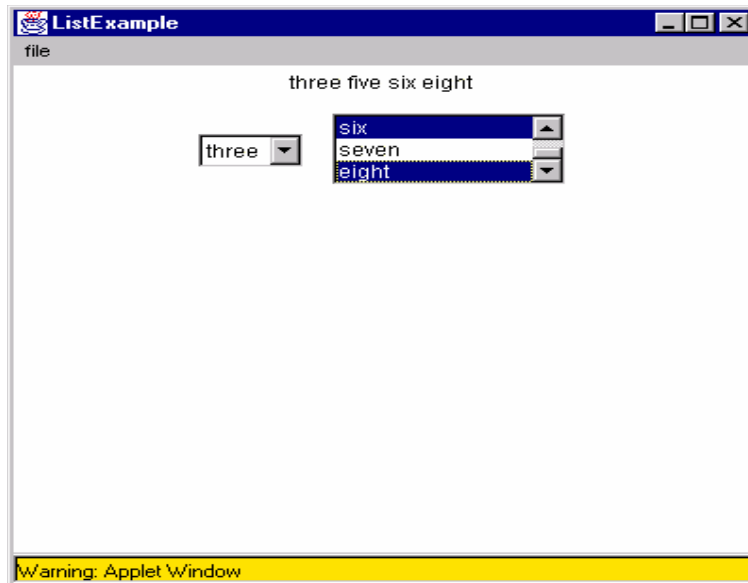 ListExample
file
three five six eight
three
six
seven
eight
Warning: Applet Window